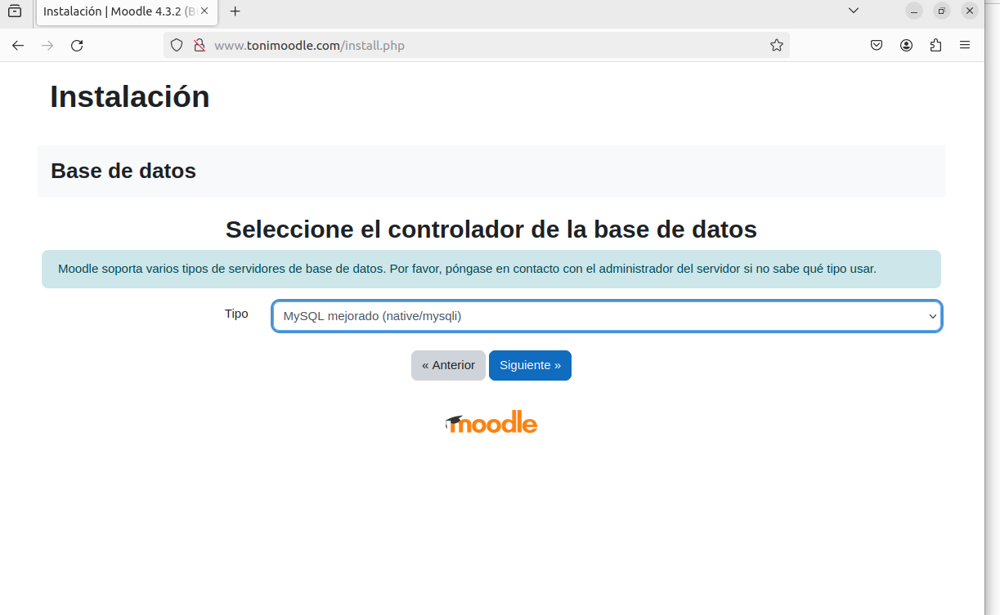 Instalación | Moodle 4.3.2 (B
www.tonimoodle.com/install.php
Instalación
Base de datos
Seleccione el controlador de la base de datos
Moodle soporta varios tipos de servidores de base de datos. Por favor, póngase en contacto con el administrador del servidor si no sabe qué tipo usar.
Tipo
MySQL mejorado (native/mysqli)
« Anterior
Siguiente »
moodle